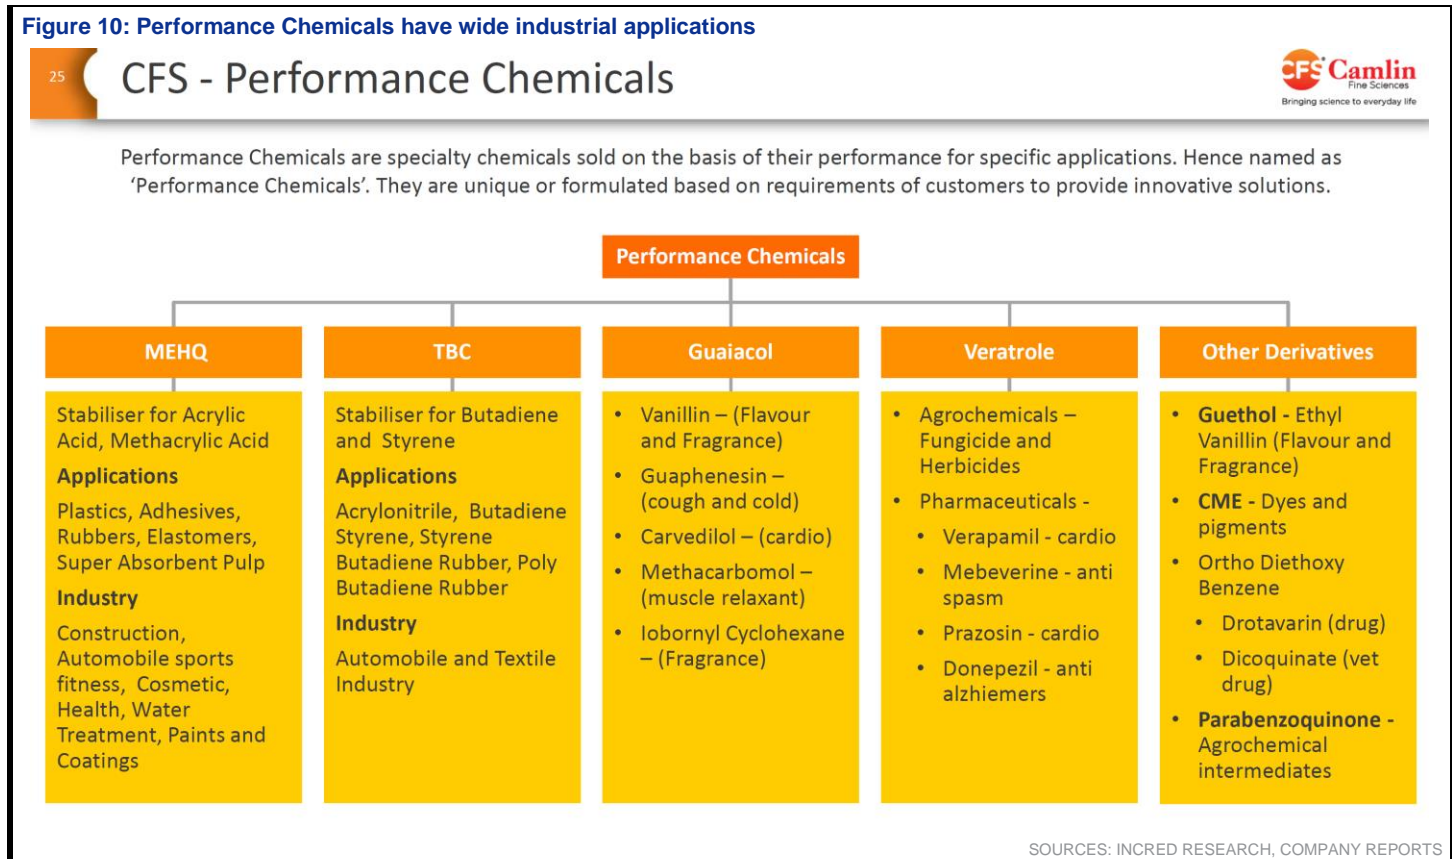 Figure 10: Performance Chemicals have wide industrial applications
25
CFS - Performance Chemicals
CFS Camlin
Fine Sciences
Bringing science to everyday life
Performance Chemicals are specialty chemicals sold on the basis of their performance for specific applications. Hence named as
‘Performance Chemicals’. They are unique or formulated based on requirements of customers to provide innovative solutions.
Performance Chemicals
MEHQ
Stabiliser for Acrylic
Acid, Methacrylic Acid
Applications
Plastics, Adhesives,
Rubbers, Elastomers,
Super Absorbent Pulp
Industry
Construction,
Automobile sports
fitness, Cosmetic,
Health, Water
Treatment, Paints and
Coatings
TBC
Stabiliser for Butadiene
and Styrene
Applications
Acrylonitrile, Butadiene
Styrene, Styrene
Butadiene Rubber, Poly
Butadiene Rubber
Industry
Automobile and Textile
Industry
Guaiacol
• Vanillin – (Flavour
and Fragrance)
• Guaphenesin –
(cough and cold)
• Carvedilol – (cardio)
• Methacarbomol –
(muscle relaxant)
• Iobornyl Cyclohexane
– (Fragrance)
Veratrole
• Agrochemicals –
Fungicide and
Herbicides
• Pharmaceuticals -
• Verapamil - cardio
• Mebeverine - anti
spasm
• Prazosin - cardio
• Donepezil - anti
alzhiemers
Other Derivatives
• Guethol - Ethyl
Vanillin (Flavour and
Fragrance)
• CME - Dyes and
pigments
• Ortho Diethoxy
Benzene
• Drotavarin (drug)
• Dicoquinate (vet
drug)
• Parabenzoquinone -
Agrochemical
intermediates
SOURCES: INCRED RESEARCH, COMPANY REPORTS